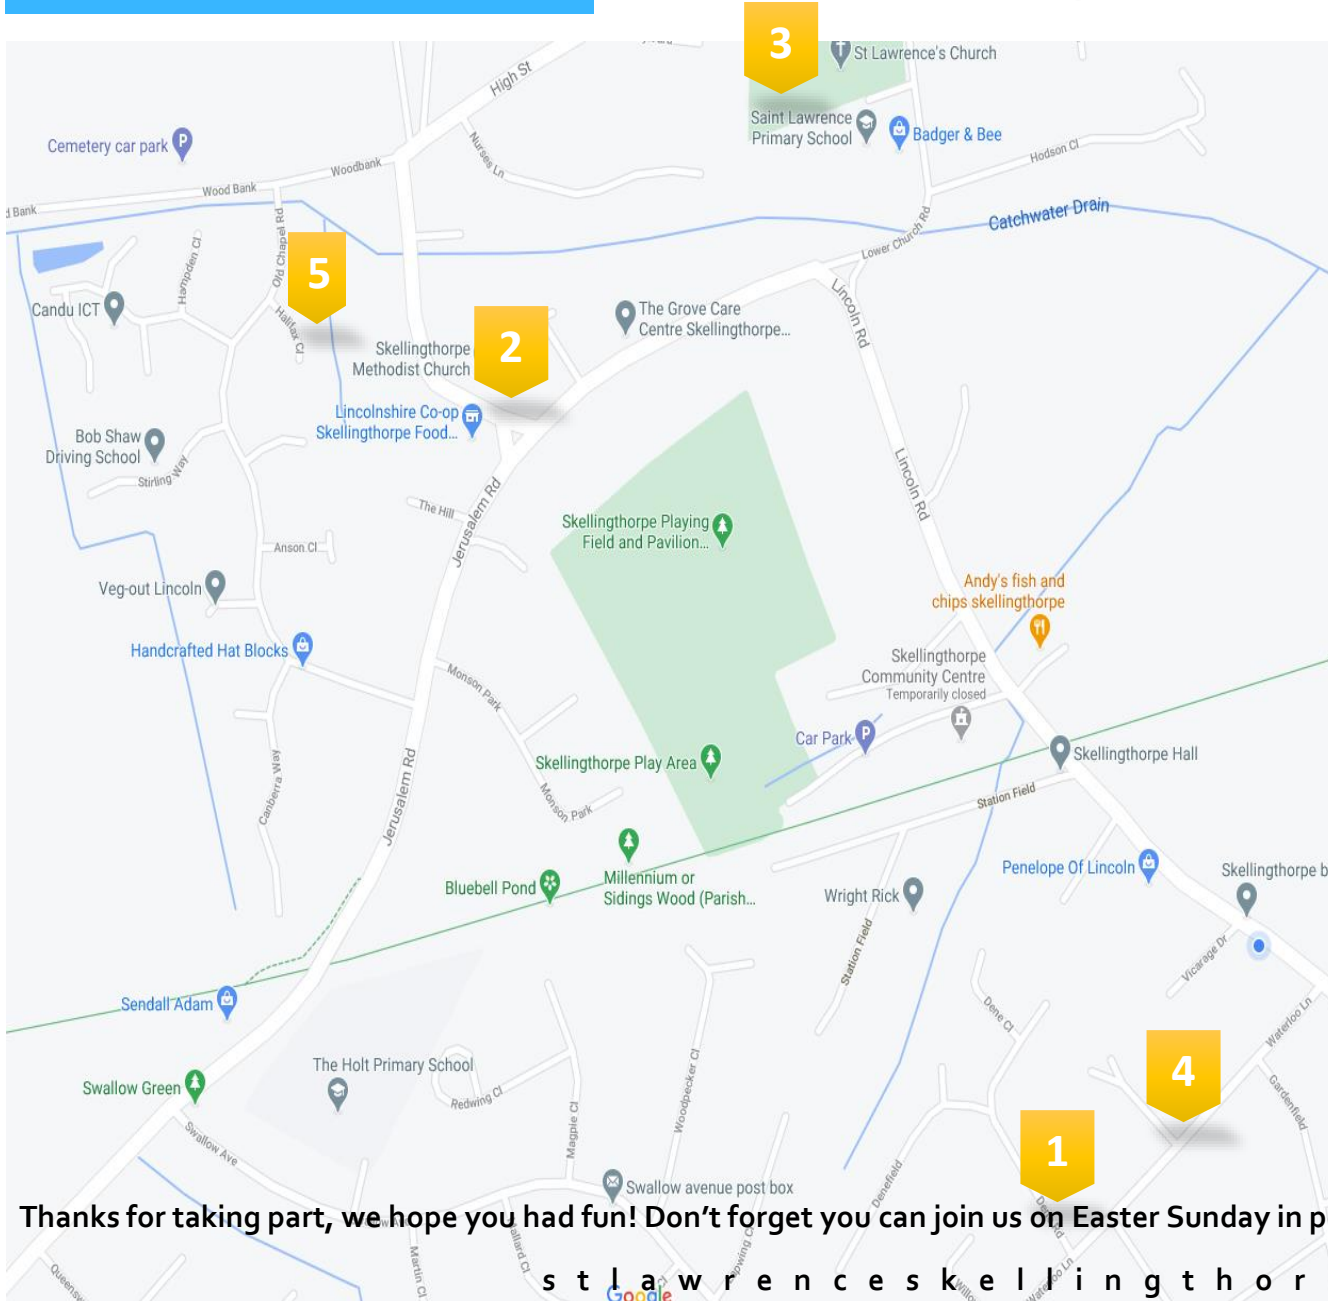 3
St Lawrence's Church
High St
Saint Lawrence
Primary School
Badger & Bee
Cemetery car park
Nurses Ln
Hodson Cl
Woodbank
Wood Bank
d Bank
Catchwater Drain
Lower Church Rd
Old Chapel Rd
Hampden Cl
5
Candu ICT
Halifax Cl
Lincoln Rd
The Grove Care
Centre Skellingthorpe...
2
Skellingthorpe
Methodist Church
Lincolnshire Co-op
Skellingthorpe Food...
Bob Shaw
Driving School
Stirling Way
Lincoln Rd
The Hill
Jerusalem Rd
Skellingthorpe Playing
Field and Pavilion...
Anson Cl
Veg-out Lincoln
Andy's fish and
chips skellingthorpe
Handcrafted Hat Blocks
Monson Park
Skellingthorpe
Community Centre
Temporarily closed
Car Park
Skellingthorpe Hall
Skellingthorpe Play Area
Canberra Way
Jerusalem Rd
Monson Park
Station Field
Millennium or
Sidings Wood (Parish...
Bluebell Pond
Penelope Of Lincoln
Skellingthorpe b
Wright Rick
Station Field
Vicarage Dr
Sendall Adam
Dene Cl
Waterloo Ln
4
The Holt Primary School
Swallow Green
Redwing Cl
Woodpecker Cl
Magpie Cl
Gardenfield
Swallow Ave
1
Denefield
Swallow avenue post box
Thanks for taking part, we hope you had fun! Don't forget you can join us on Easter Sunday in p
Martin Cl
Waterloo Ln
s t l a w r e n c e s k e l l i n g t h o r
Google